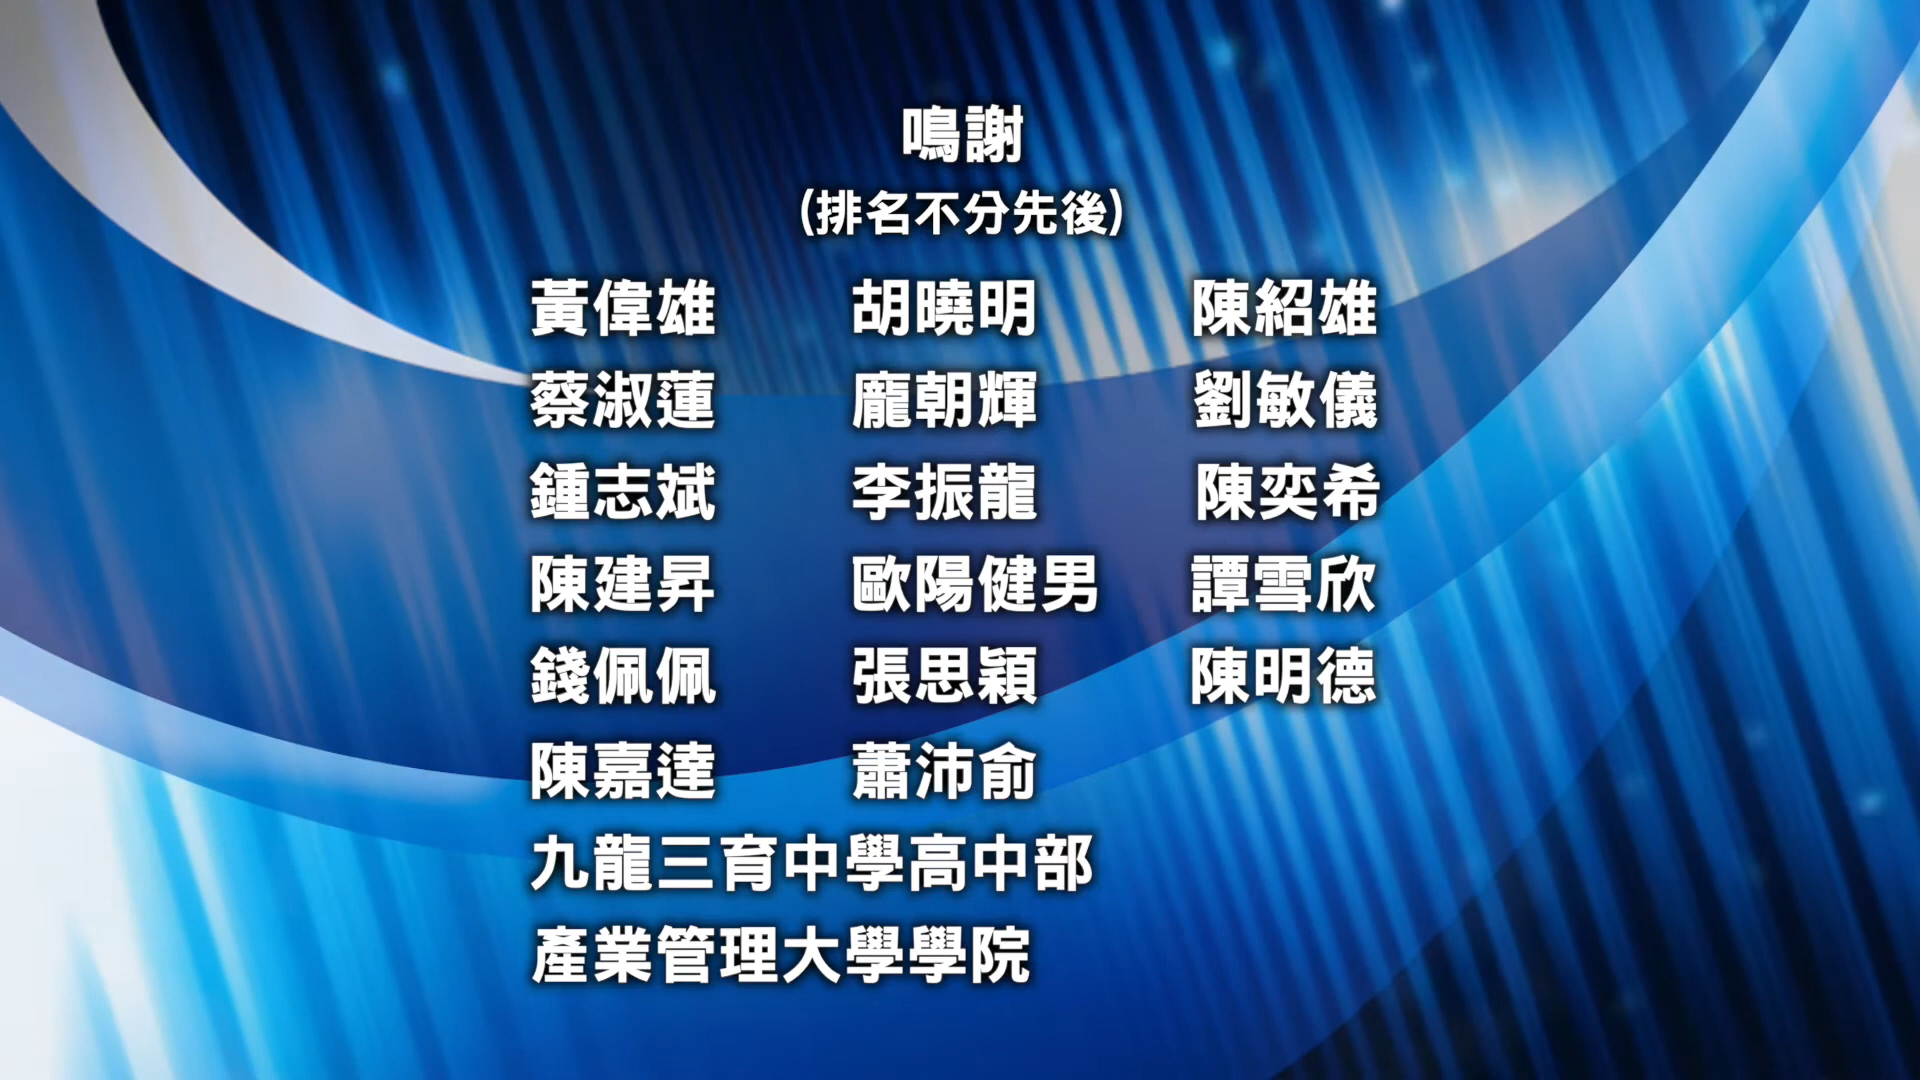 鳴謝
(排名不分先後)
黃偉雄 胡曉明 陳紹雄
蔡淑蓮 龐朝輝 劉敏儀
鍾志斌 李振龍 陳奕希
陳建昇 歐陽健男 譚雪欣
錢佩佩 張思穎 陳明德
陳嘉達 蕭沛俞
九龍三育中學高中部
產業管理大學學院